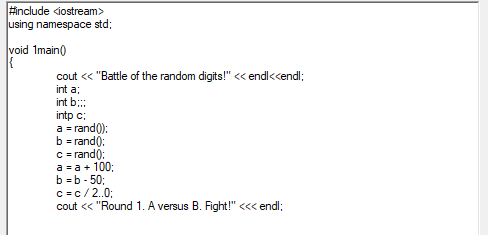 #include <iostream>
using namespace std;
void 1main()
{
cout << "Battle of the random digits!" << endl<<endl;
int a;
int b;;;
intp c;
a = rand());
b = rand();
c = rand();
a = a + 100;
b = b - 50;
c = c / 2..0;
cout << "Round 1. A versus B. Fight!" <<< endl;